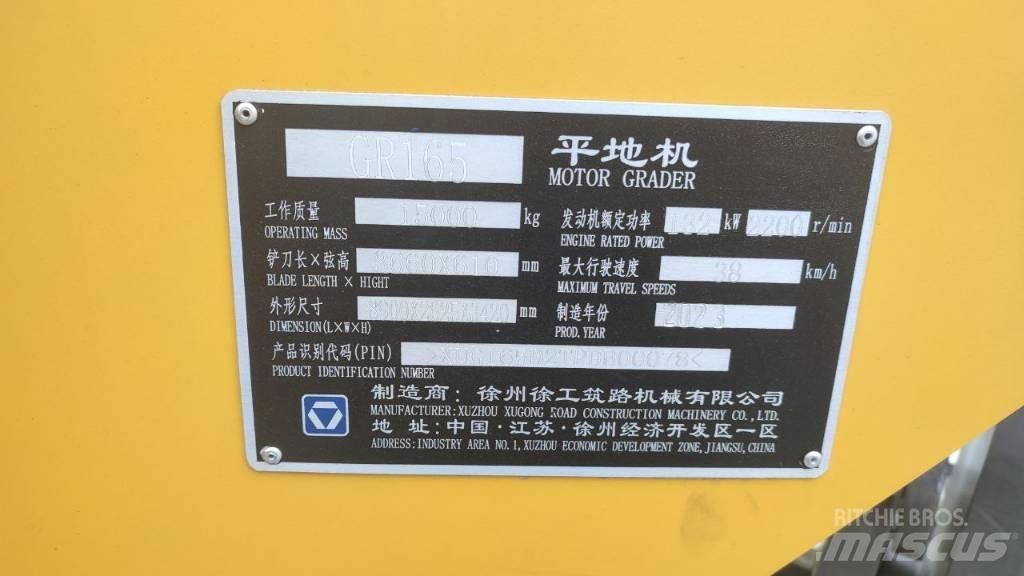 GR165 平地机
MOTOR GRADER
工作质量 15000 kg 发动机额定功率 132 kW 2200 r/min
OPERATING MASS ENGINE RATED POWER
铲刀长×弦高 3660X610 mm 最大行驶速度 38 km/h
BLADE LENGTH × HIGHT MAXIMUM TRAVEL SPEEDS
外形尺寸 mm 制造年份 2023
DIMENSION(L×W×H) PROD. YEAR
产品识别代码(PIN)
PRODUCT IDENTIFICATION NUMBER
制造商: 徐州徐工筑路机械有限公司
MANUFACTURER:XUZHOU XUGONG ROAD CONSTRUCTION MACHINERY CO., LTD.
地 址: 中国·江苏·徐州经济开发区一区
ADDRESS: INDUSTRY AREA NO. 1, XUZHOU ECONOMIC DEVELOPMENT ZONE, JIANGSU, CHINA
RITCHIE BROS.
MASCUS